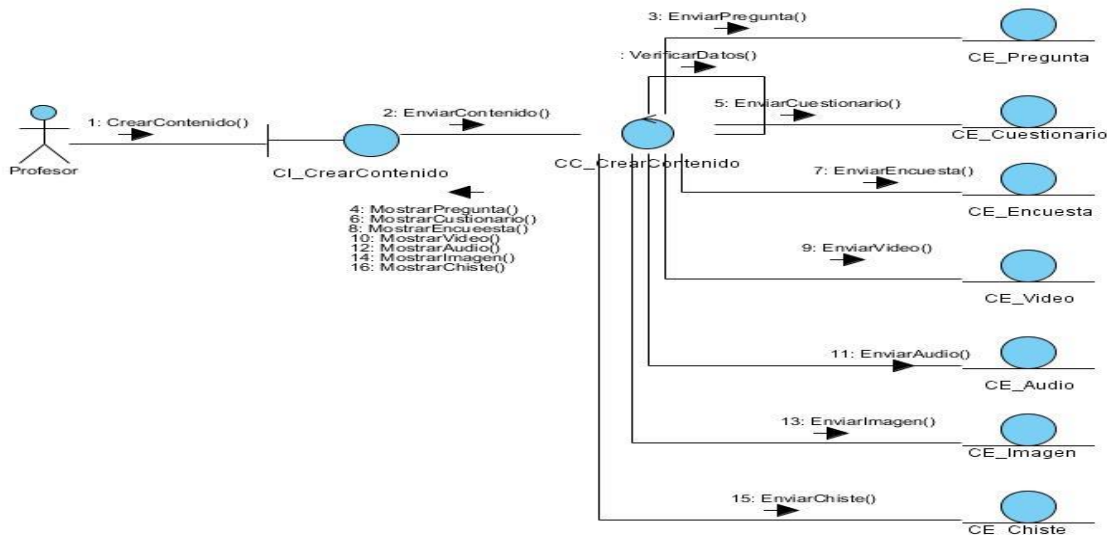 3: EnviarPregunta()
CE_Pregunta
: VerificarDatos()
1: CrearContenido()
2: EnviarContenido()
5: EnviarCuestionario()
CE_Cuestionario
Profesor
CI_CrearContenido
CC_CrearContenido
7: EnviarEncuesta()
CE_Encuesta
4: MostrarPregunta()
6: MostrarCustionario()
8: MostrarEncueesta()
10: MostrarVideo()
12: MostrarAudio()
14: MostrarImagen()
16: MostrarChiste()
9: EnviarVideo()
CE_Video
11: EnviarAudio()
CE_Audio
13: EnviarImagen()
CE_Imagen
15: EnviarChiste()
CE_Chiste